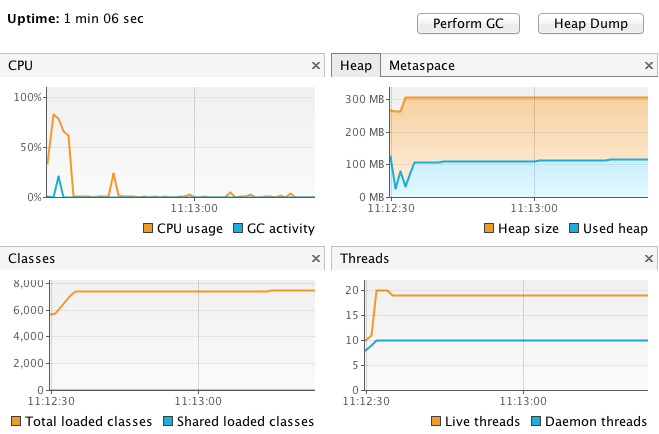 Uptime: 1 min 06 sec
Perform GC
Heap Dump
CPU
100%
50%
0%
11:13:00
CPU usage GC activity
Heap Metaspace
300 MB
200 MB
100 MB
0 MB
11:12:30 11:13:00
Heap size Used heap
Classes
8,000
6,000
4,000
2,000
0
11:12:30 11:13:00
Total loaded classes Shared loaded classes
Threads
20
15
10
5
0
11:12:30 11:13:00
Live threads Daemon threads